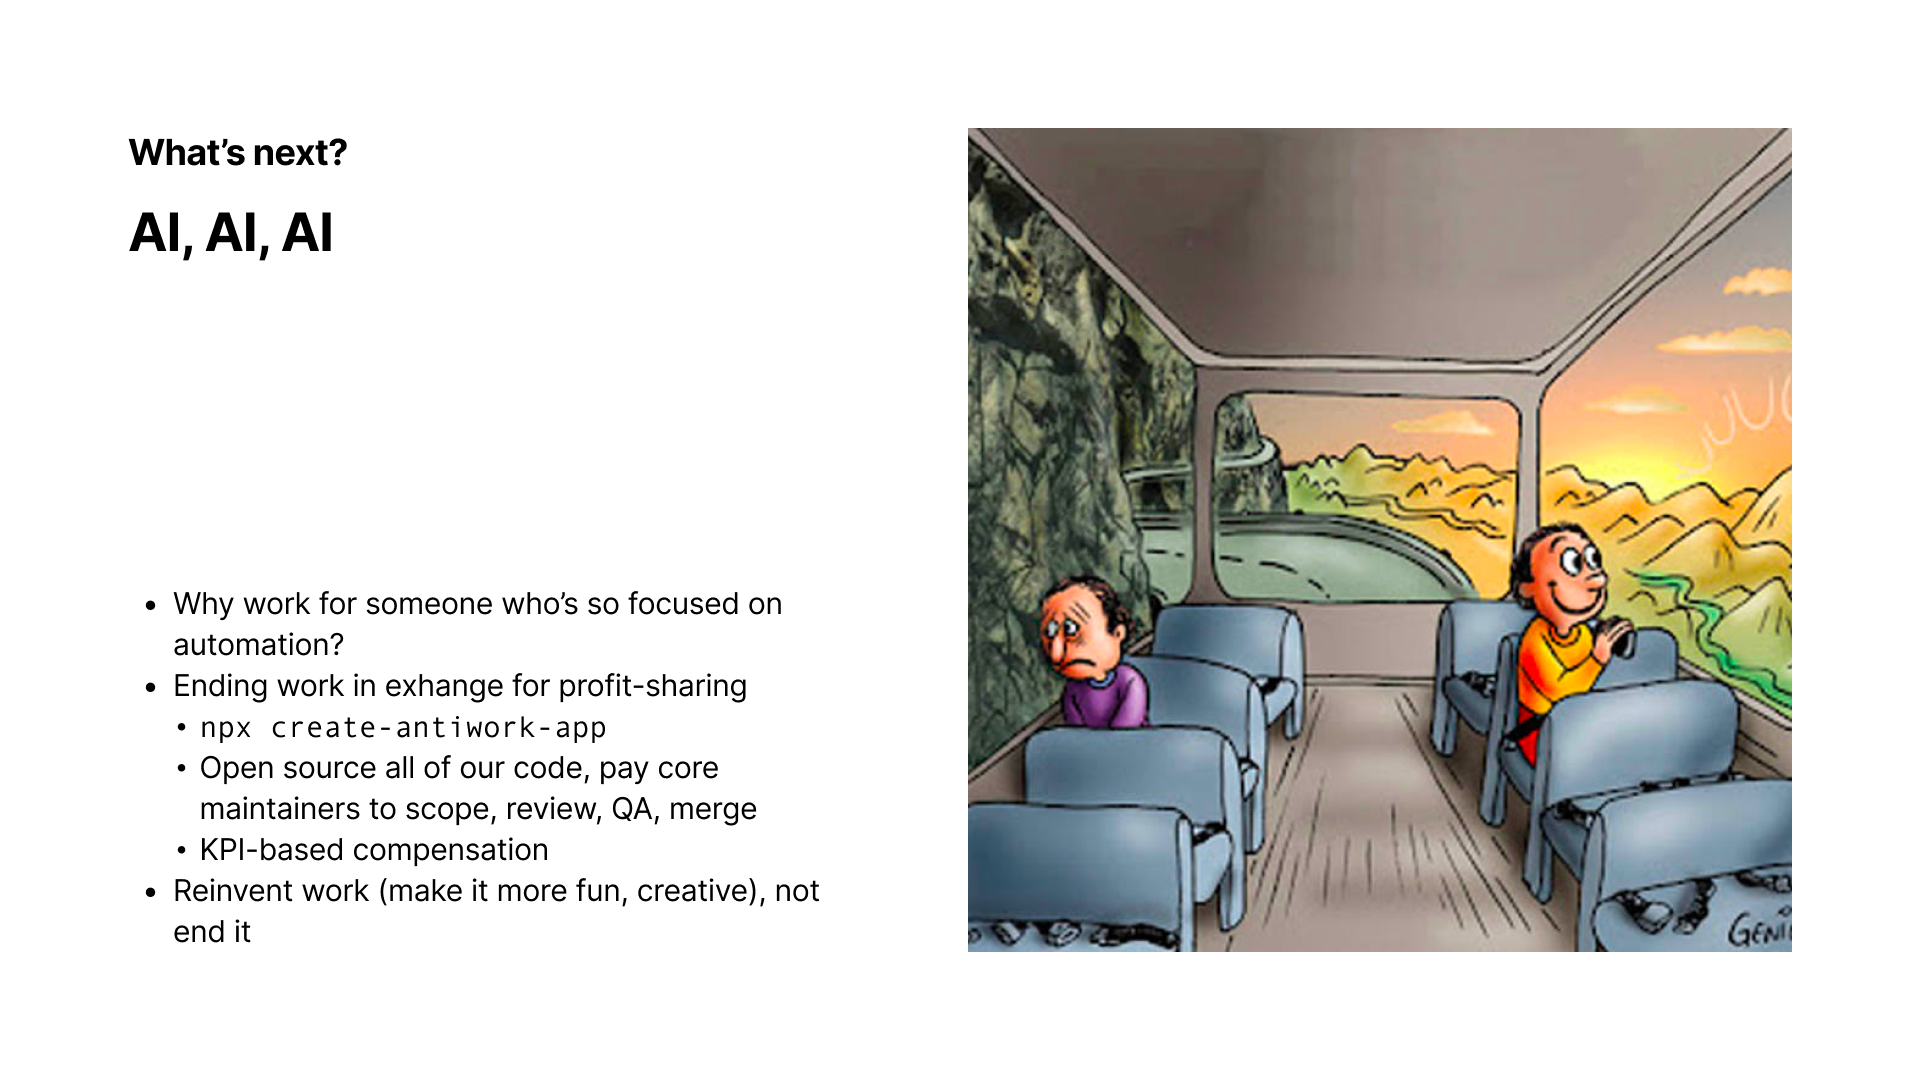 What’s next?
AI, AI, AI
• Why work for someone who’s so focused on
automation?
• Ending work in exhange for profit-sharing
• npx create-antiwork-app
• Open source all of our code, pay core
maintainers to scope, review, QA, merge
• KPI-based compensation
• Reinvent work (make it more fun, creative), not
end it